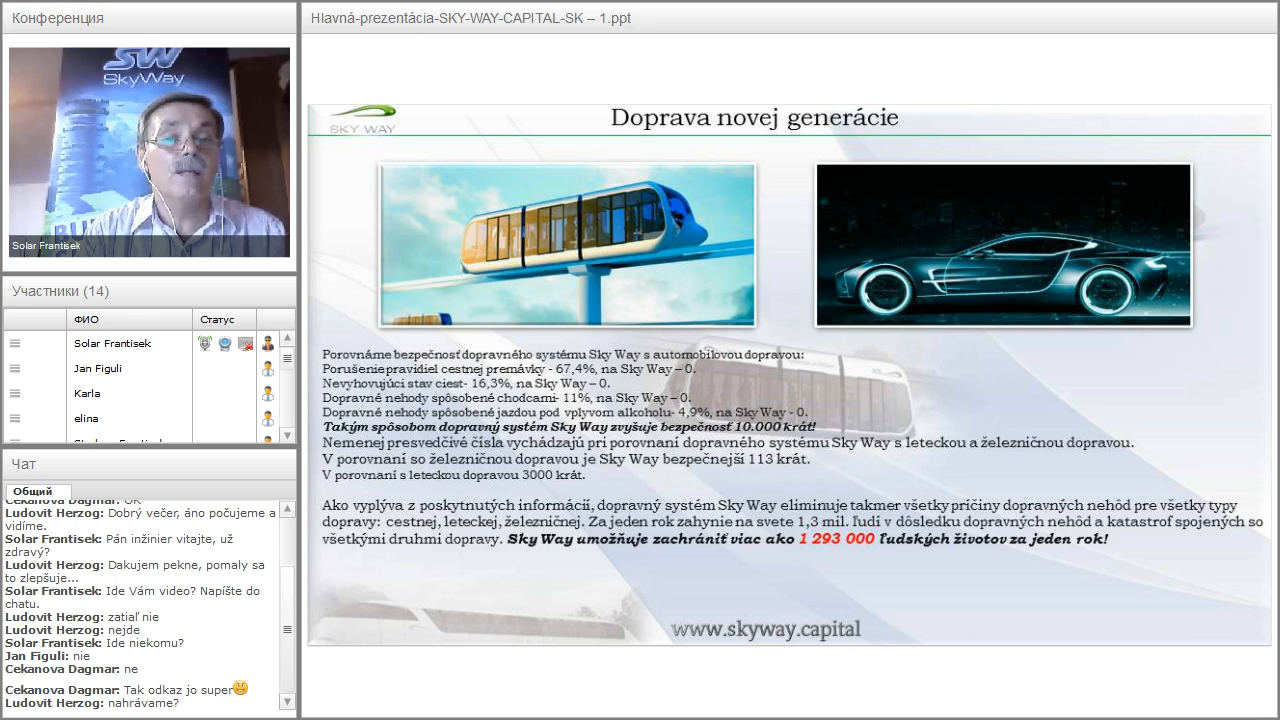 Конференция
SW
SkyWay
Solar Frantisek
Участники (14)
ФИО
Статус
Solar Frantisek
Jan Figuli
Karla
elina
Чат
Общий
Cekanova Dagmar: OK
Ludovit Herzog: Dobrý večer, áno počujeme a
vidíme.
Solar Frantisek: Pán inžinier vitajte, už
zdravý?
Ludovit Herzog: Dakujem pekne, pomaly sa
to zlepšuje...
Solar Frantisek: Ide Vám video? Napíšte do
chatu.
Ludovit Herzog: zatiaľ nie
Ludovit Herzog: nejde
Solar Frantisek: Ide niekomu?
Jan Figuli: nie
Cekanova Dagmar: ne
Cekanova Dagmar: Tak odkaz jo super
Ludovit Herzog: nahrávame?
Hlavná-prezentácia-SKY-WAY-CAPITAL-SK – 1.ppt
SKY WAY
Doprava novej generácie
Porovnáme bezpečnosť dopravného systému Sky Way s automobilovou dopravou:
Porušenie pravidiel cestnej premávky - 67,4%, na Sky Way – 0.
Nevyhovujúci stav ciest- 16,3%, na Sky Way – 0.
Dopravné nehody spôsobené chodcami- 11%, na Sky Way – 0.
Dopravné nehody spôsobené jazdou pod vplyvom alkoholu- 4,9%, na Sky Way - 0.
Takým spôsobom dopravný systém Sky Way zvyšuje bezpečnosť 10.000 krát!
Nemenej presvedčivé čísla vychádzajú pri porovnaní dopravného systému Sky Way s leteckou a železničnou dopravou.
V porovnaní so železničnou dopravou je Sky Way bezpečnejší 113 krát.
V porovnaní s leteckou dopravou 3000 krát.
Ako vyplýva z poskytnutých informácií, dopravný systém Sky Way eliminuje takmer všetky príčiny dopravných nehôd pre všetky typy
dopravy: cestnej, leteckej, železničnej. Za jeden rok zahynie na svete 1,3 mil. ľudí v dôsledku dopravných nehôd a katastrof spojených so
všetkými druhmi dopravy. Sky Way umožňuje zachrániť viac ako 1 293 000 ľudských životov za jeden rok!
www.skyway.capital